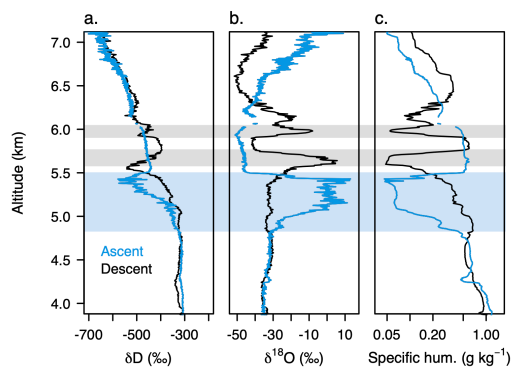 a. b. c.
7.0
6.5
6.0
5.5
5.0
4.5
4.0
Altitude (km)
Ascent
Descent
-700 -500 -300
-50 -30 -10 10
0.05 0.20 1.00
δD (‰) δ¹⁸O (‰) Specific hum. (g kg⁻¹)